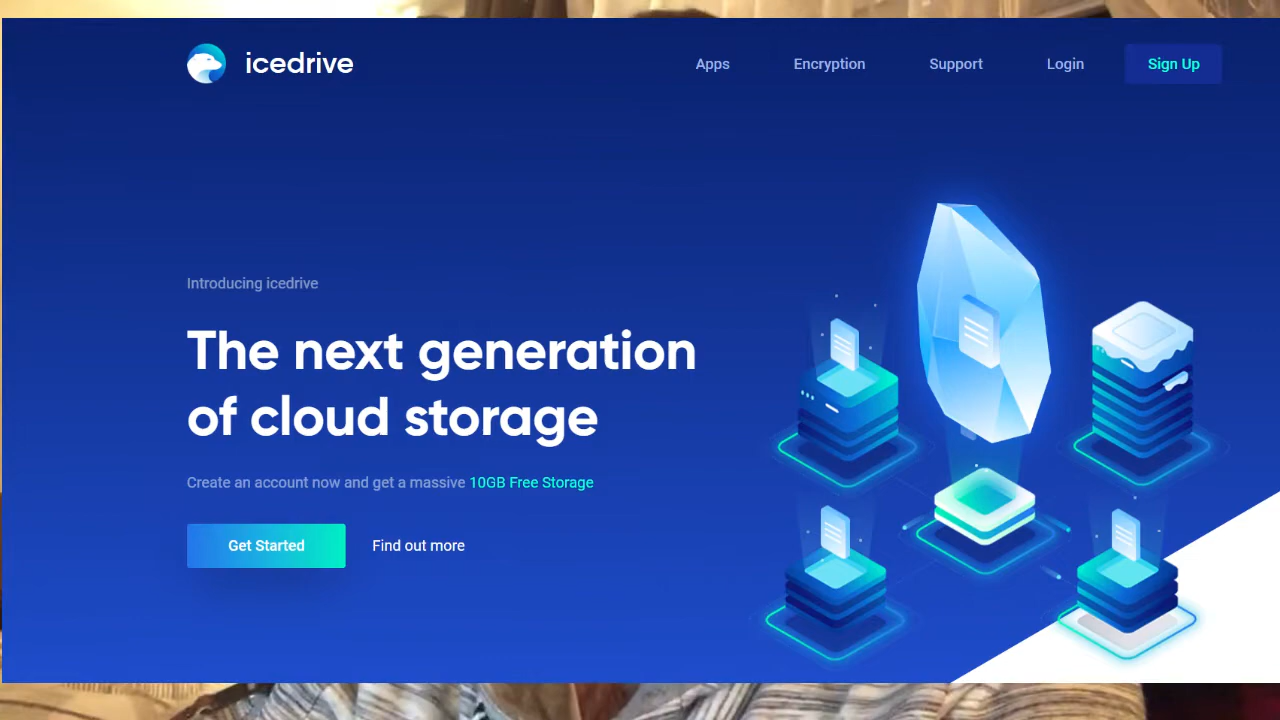 icedrive
Apps
Encryption
Support
Login
Sign Up
Introducing icedrive
The next generation
of cloud storage
Create an account now and get a massive 10GB Free Storage
Get Started
Find out more